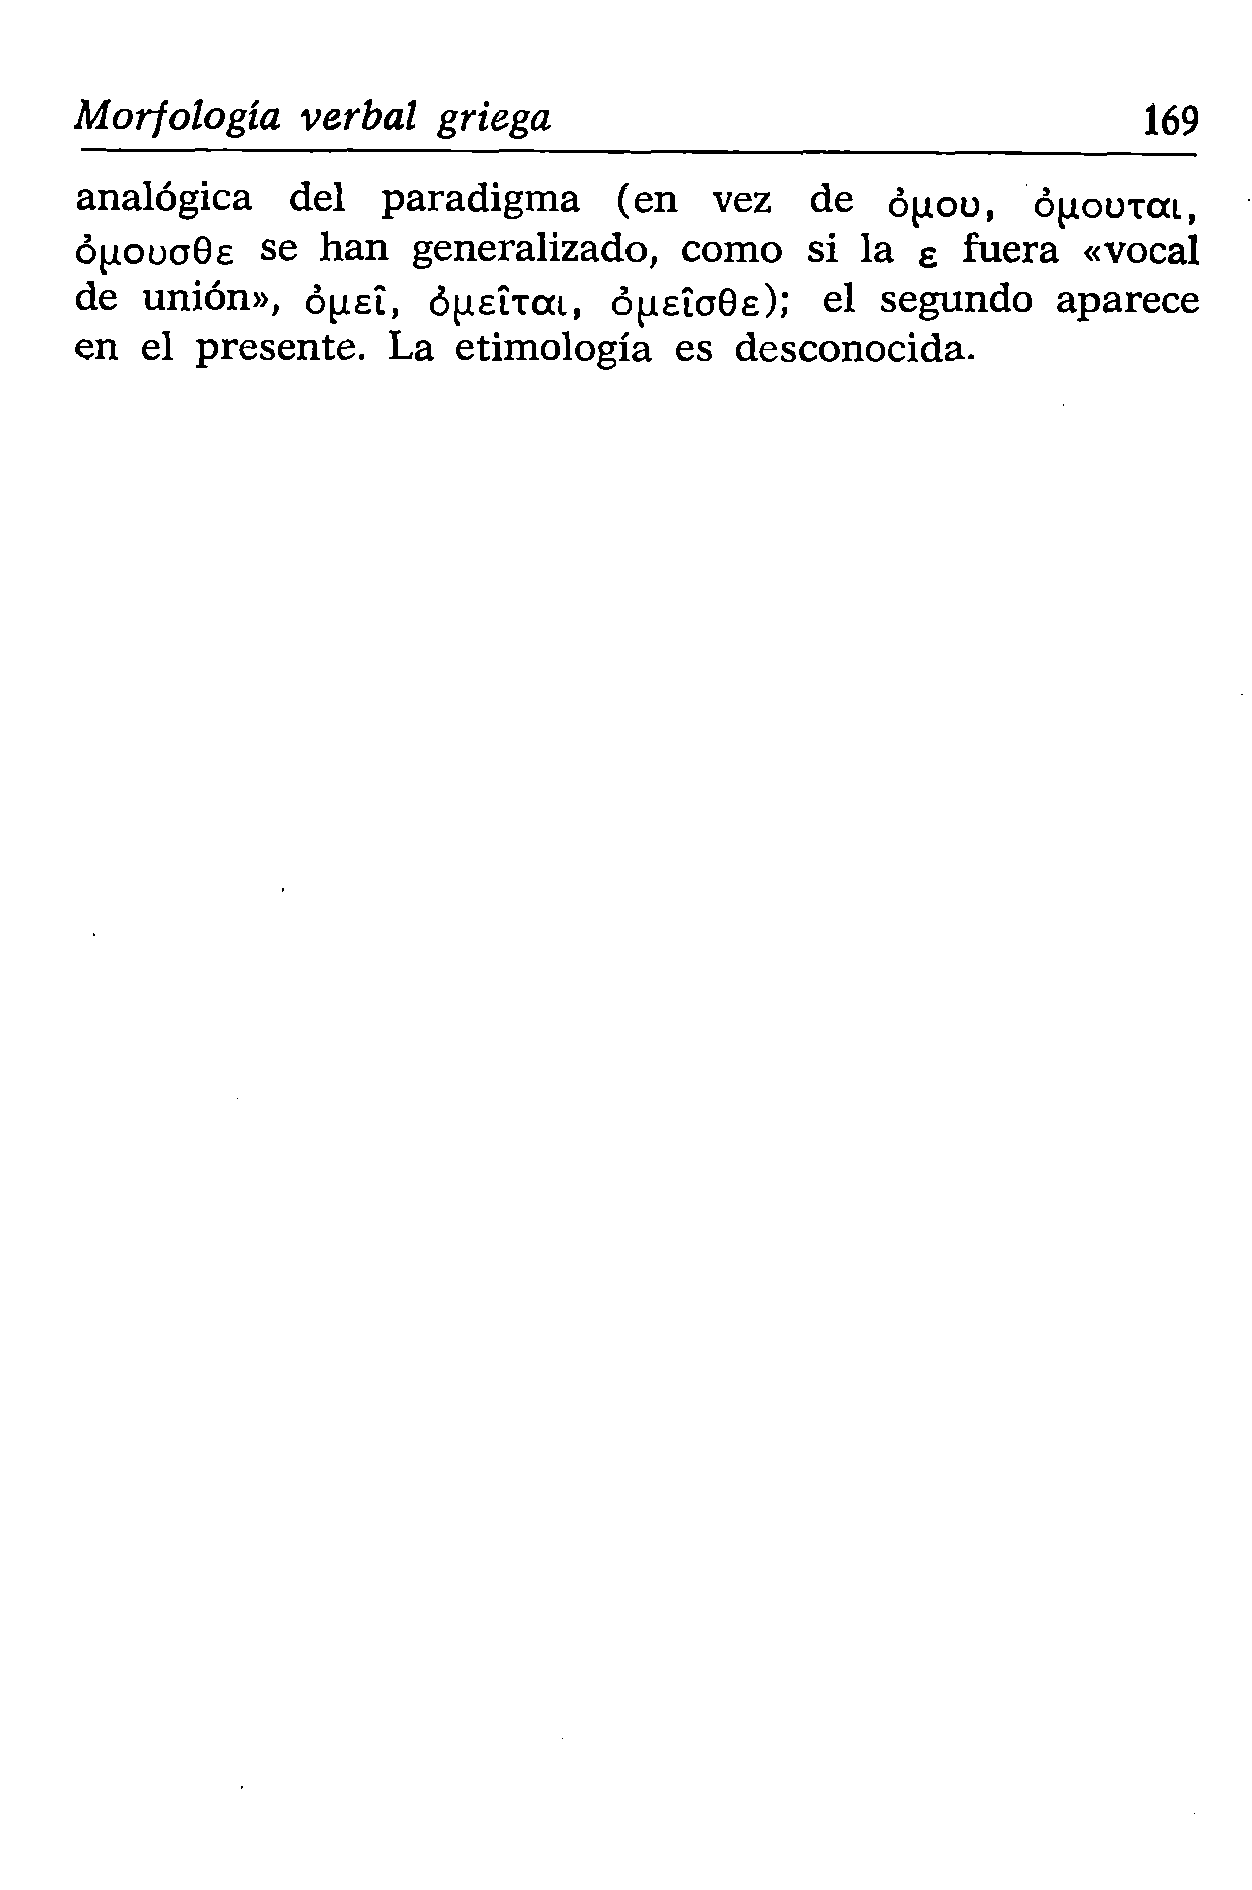 Morfología verbal griega 169
analógica del paradigma (en vez de ὀμου, ὀμουται,
ὀμουσθε se han generalizado, como si la ε fuera «vocal
de unión», ὀμεῖ, ὀμεῖται, ὀμεῖσθε); el segundo aparece
en el presente. La etimología es desconocida.